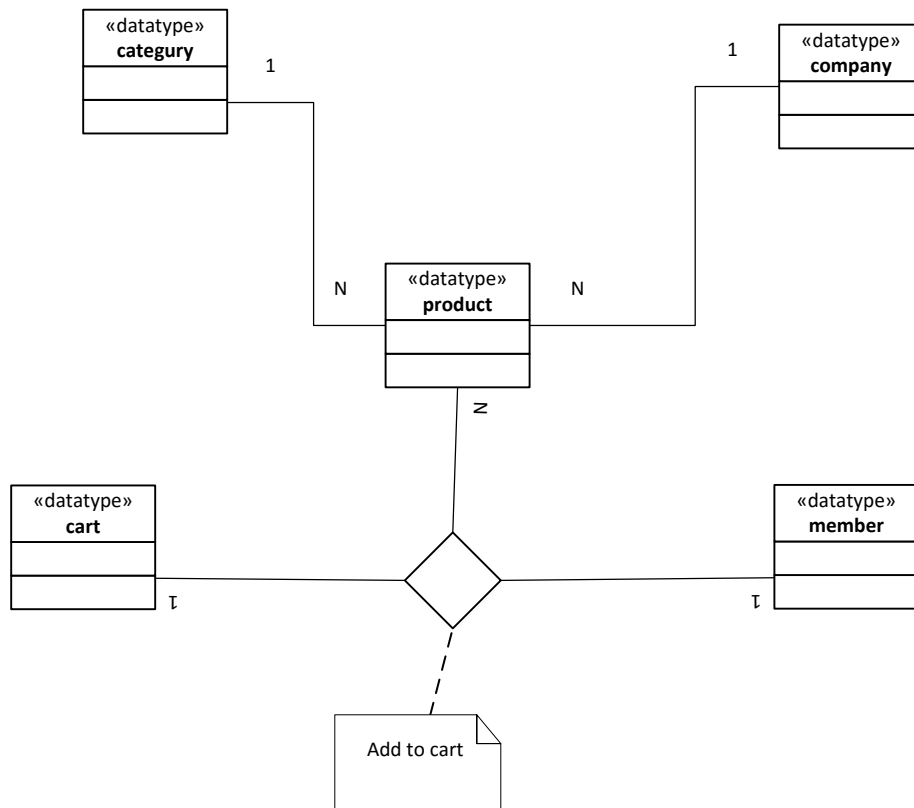 «datatype»
categury
1
«datatype»
company
1
«datatype»
product
N
N
N
«datatype»
cart
1
«datatype»
member
1
Add to cart